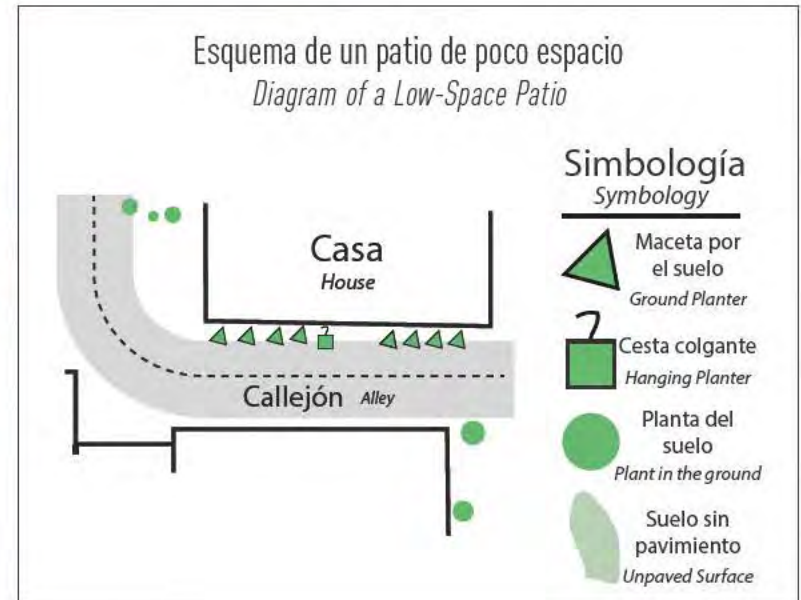 Esquema de un patio de poco espacio
Diagram of a Low-Space Patio
Simbología
Symbology
Casa
House
Callejón Alley
Maceta por
el suelo
Ground Planter
Cesta colgante
Hanging Planter
Planta del
suelo
Plant in the ground
Suelo sin
pavimiento
Unpaved Surface